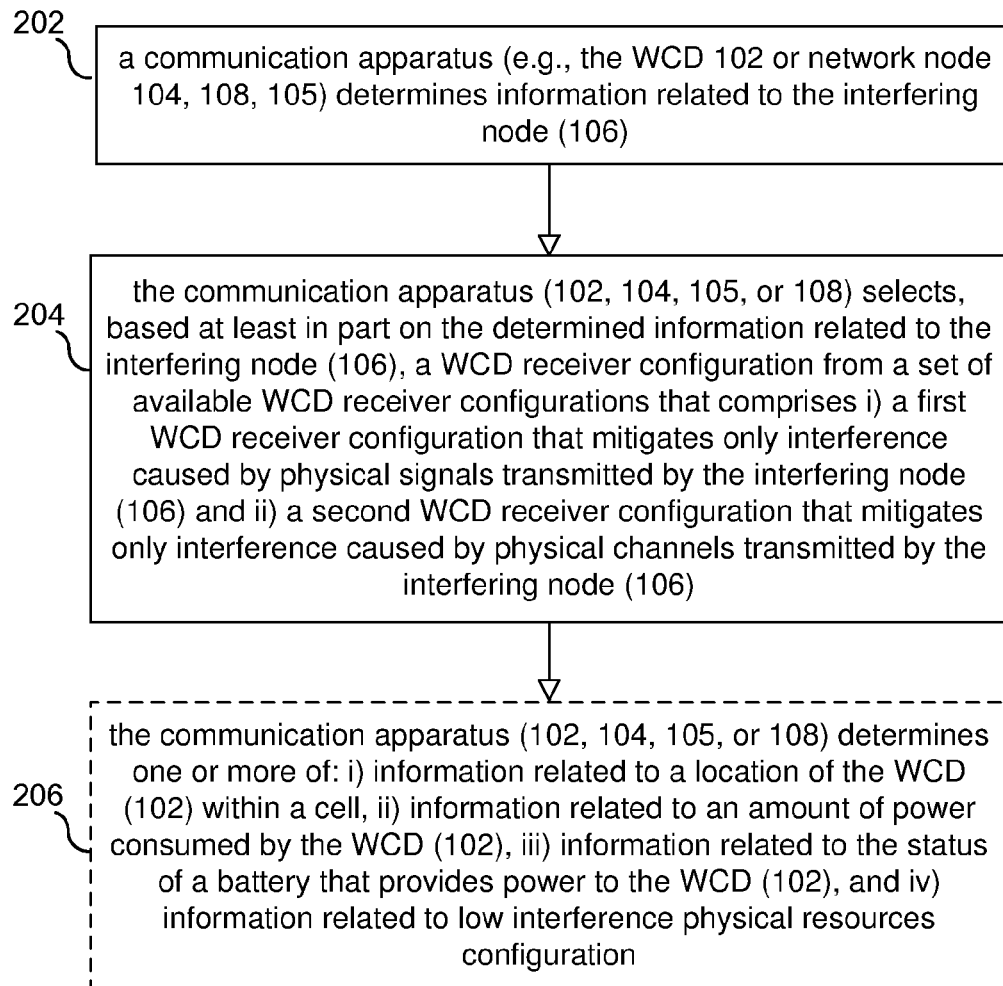 202
a communication apparatus (e.g., the WCD 102 or network node
104, 108, 105) determines information related to the interfering
node (106)
204
the communication apparatus (102, 104, 105, or 108) selects,
based at least in part on the determined information related to the
interfering node (106), a WCD receiver configuration from a set of
available WCD receiver configurations that comprises i) a first
WCD receiver configuration that mitigates only interference
caused by physical signals transmitted by the interfering node
(106) and ii) a second WCD receiver configuration that mitigates
only interference caused by physical channels transmitted by the
interfering node (106)
206
the communication apparatus (102, 104, 105, or 108) determines
one or more of: i) information related to a location of the WCD
(102) within a cell, ii) information related to an amount of power
consumed by the WCD (102), iii) information related to the status
of a battery that provides power to the WCD (102), and iv)
information related to low interference physical resources
configuration